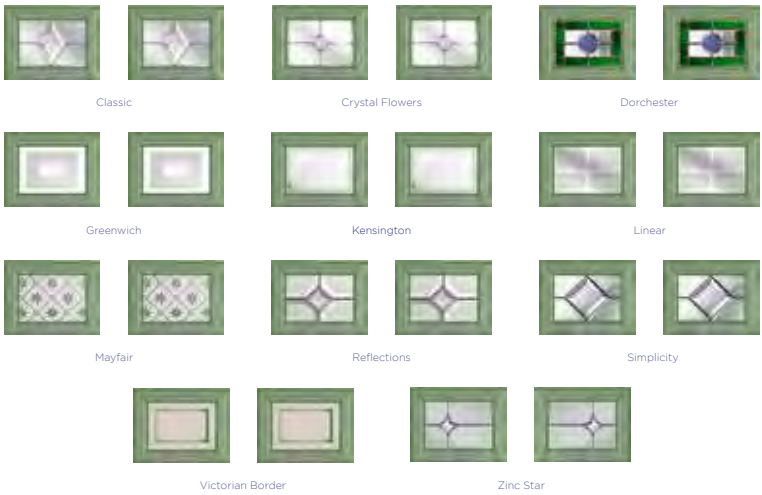 Classic
Crystal Flowers
Dorchester
Greenwich
Kensington
Linear
Mayfair
Reflections
Simplicity
Victorian Border
Zinc Star